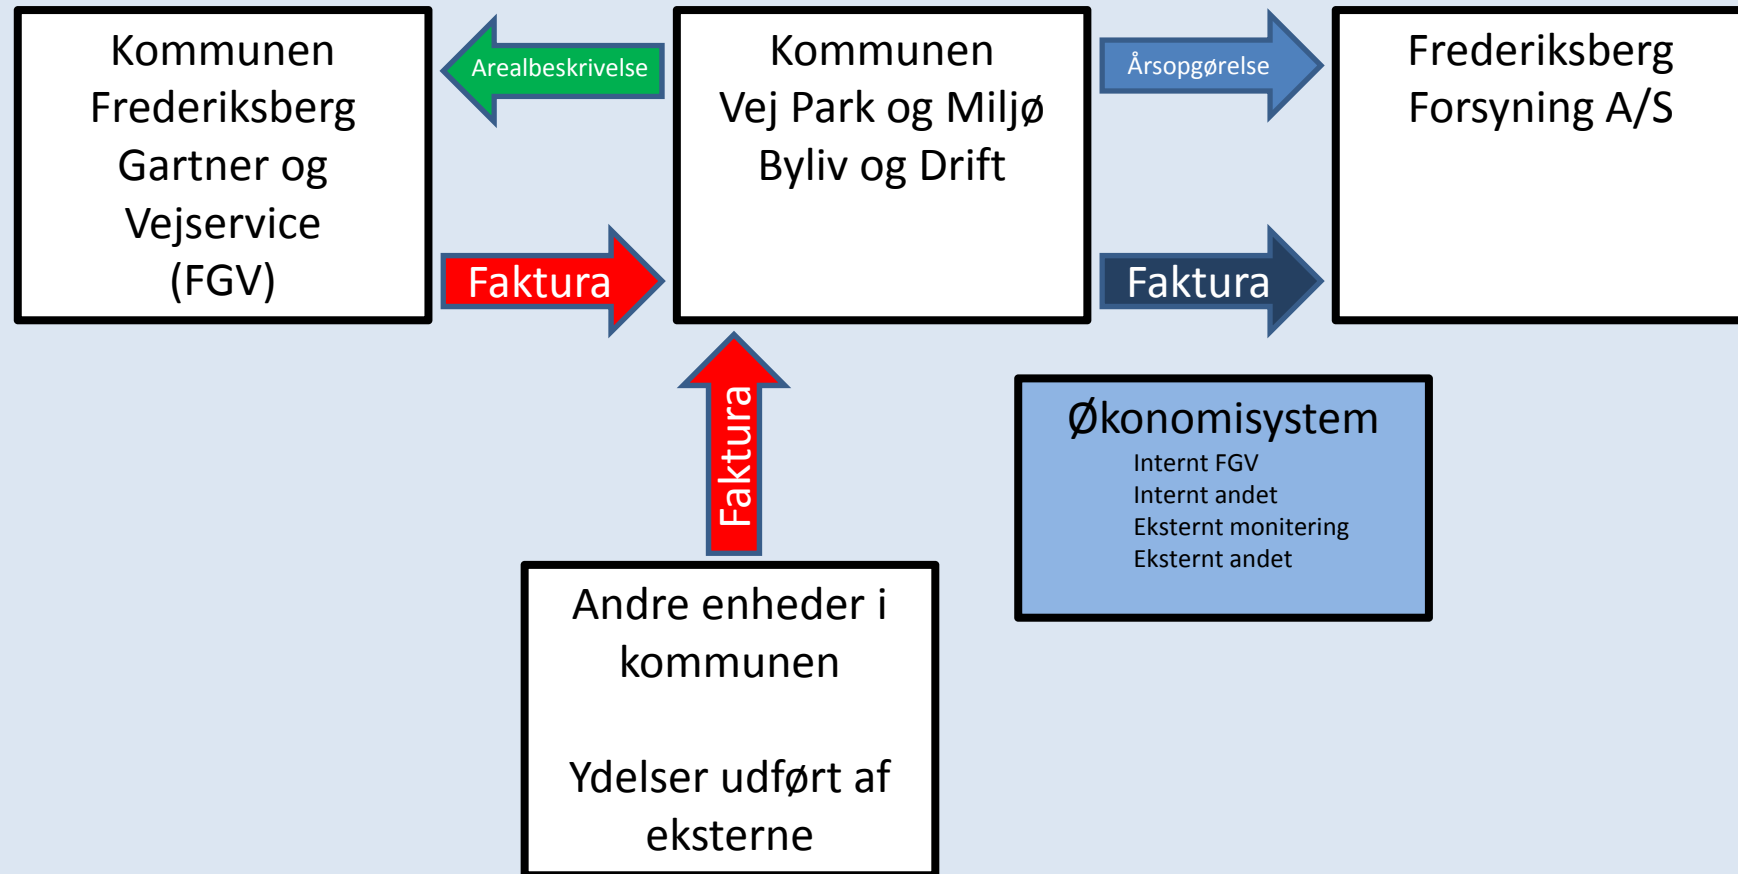 Kommunen
Frederiksberg
Gartner og
Vejservice
(FGV)
Arealbeskrivelse
Faktura
Kommunen
Vej Park og Miljø
Byliv og Drift
Årsopgørelse
Faktura
Frederiksberg
Forsyning A/S
Faktura
Økonomisystem
Internt FGV
Internt andet
Eksternt monitering
Eksternt andet
Andre enheder i
kommunen
Ydelser udført af
eksterne